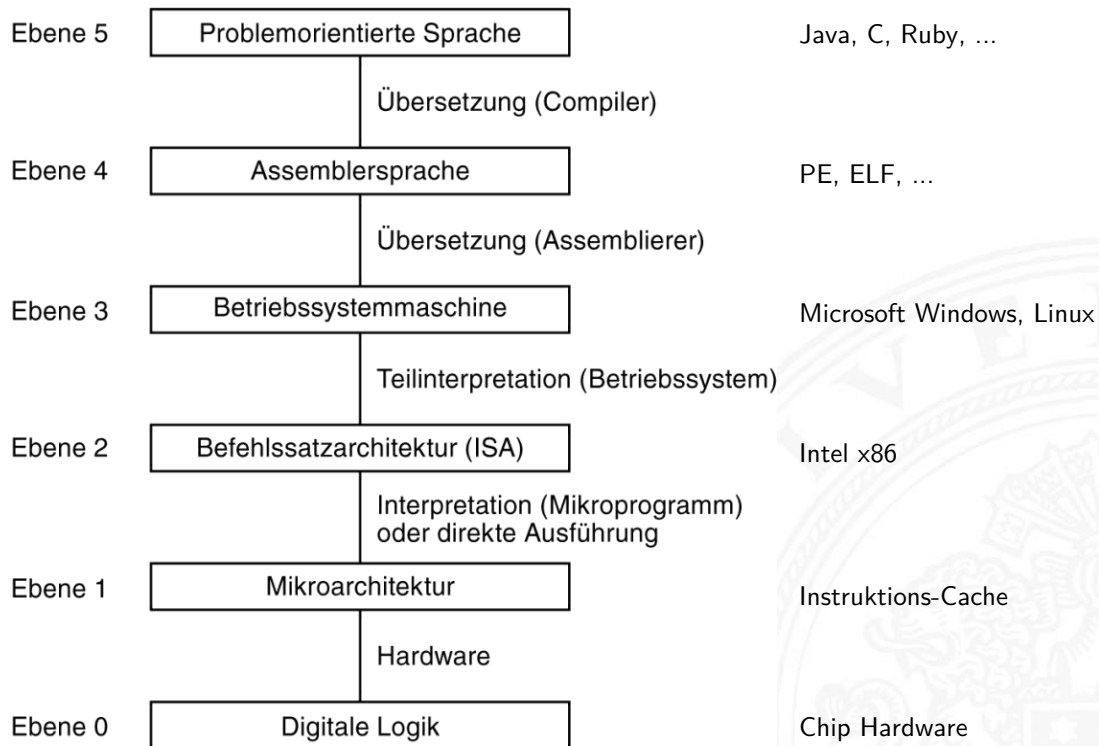 Ebene 5 Problemorientierte Sprache Java, C, Ruby, ...
Übersetzung (Compiler)
Ebene 4 Assemblersprache PE, ELF, ...
Übersetzung (Assemblierer)
Ebene 3 Betriebssystemmaschine Microsoft Windows, Linux
Teilinterpretation (Betriebssystem)
Ebene 2 Befehlssatzarchitektur (ISA) Intel x86
Interpretation (Mikroprogramm)
oder direkte Ausführung
Ebene 1 Mikroarchitektur Instruktions-Cache
Hardware
Ebene 0 Digitale Logik Chip Hardware